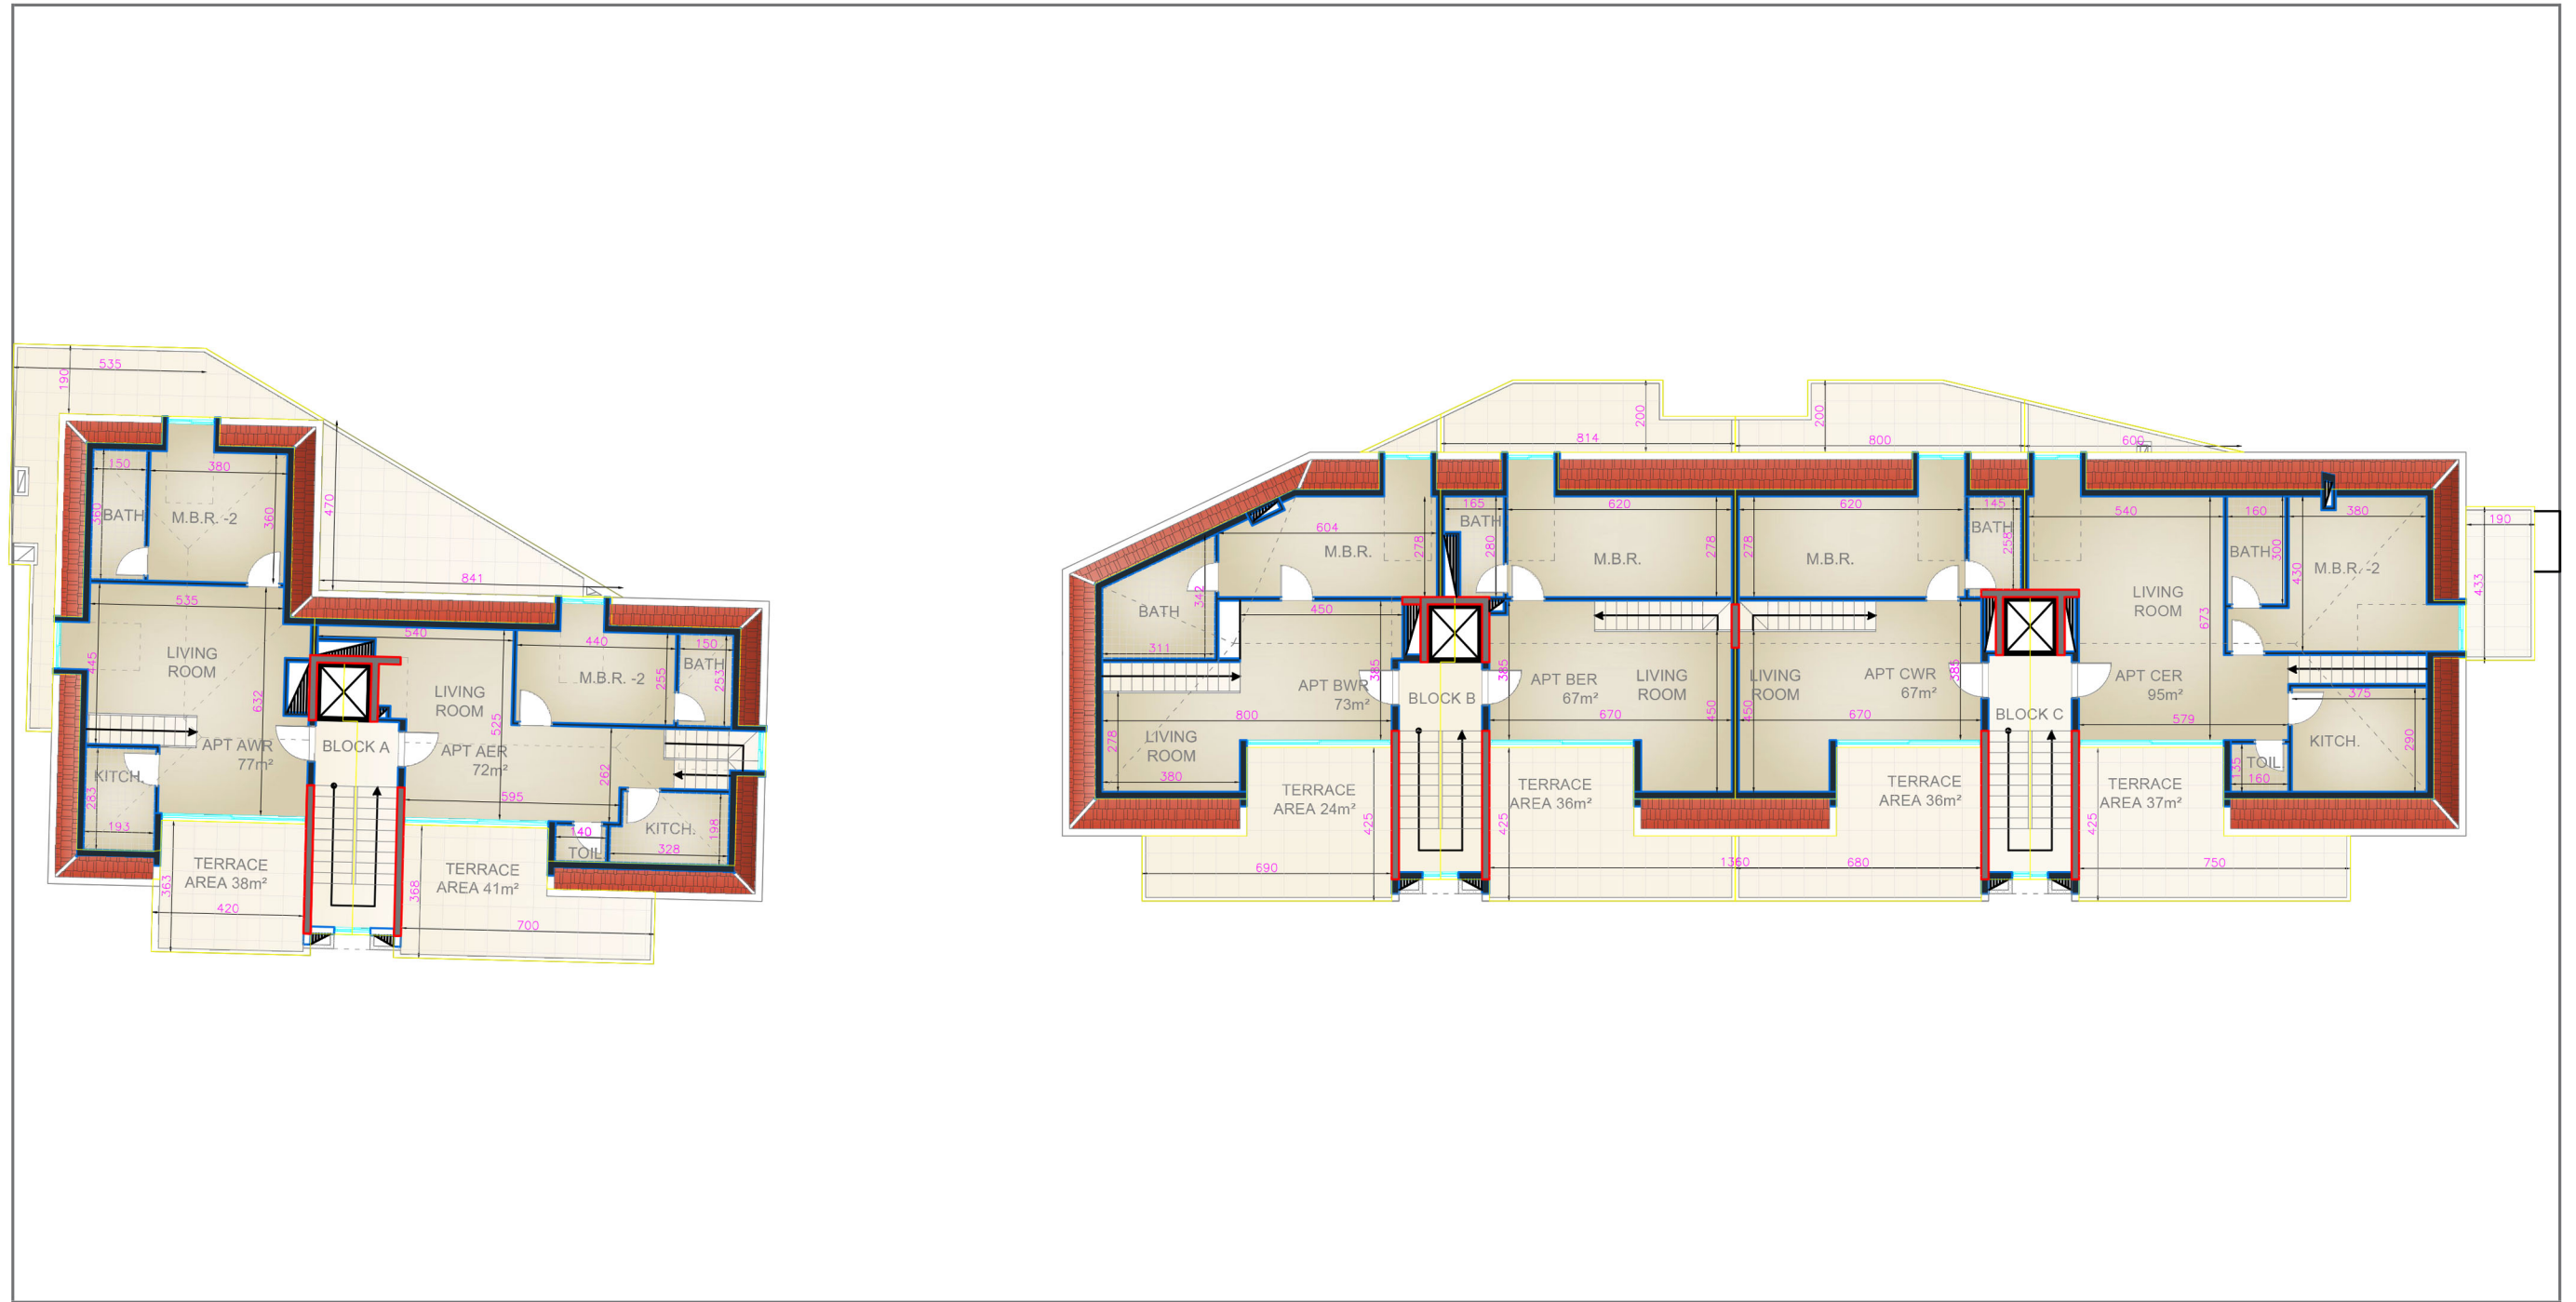 535
190
150
380
470
BATH
360
M.B.R. -2
360
841
535
LIVING
ROOM
445
632
APT AWR
77m²
KITCH.
283
193
BLOCK A
540
440
150
LIVING
ROOM
M.B.R. -2
255
BATH
253
525
APT AER
72m²
262
595
140
TOIL.
KITCH.
198
328
TERRACE
AREA 38m²
363
420
TERRACE
AREA 41m²
368
700
200
200
814
800
600
604
M.B.R.
278
BATH
342
311
450
385
APT BWR
73m²
800
LIVING
ROOM
278
380
BLOCK B
165
BATH
280
620
M.B.R.
278
385
APT BER
67m²
LIVING
ROOM
670
450
278
620
M.B.R.
145
BATH
258
LIVING
ROOM
450
APT CWR
67m²
385
670
BLOCK C
540
LIVING
ROOM
673
APT CER
95m²
579
160
BATH
300
430
380
M.B.R. -2
190
433
375
KITCH.
290
TOIL.
135
160
TERRACE
AREA 24m²
425
690
TERRACE
AREA 36m²
425
1360
TERRACE
AREA 36m²
680
TERRACE
AREA 37m²
425
750